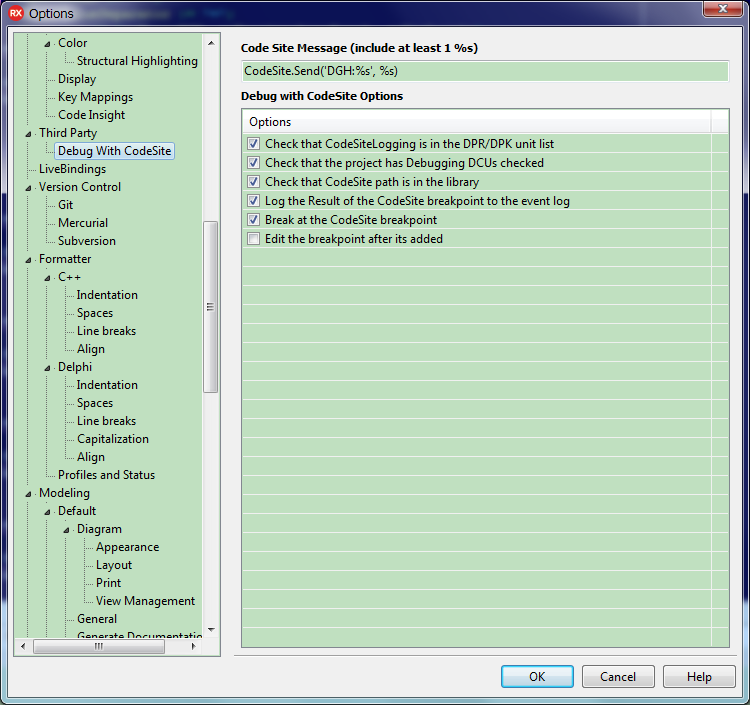 RX Options
Color
Structural Highlighting
Display
Key Mappings
Code Insight
Third Party
Debug With CodeSite
LiveBindings
Version Control
Git
Mercurial
Subversion
Formatter
C++
Indentation
Spaces
Line breaks
Align
Delphi
Indentation
Spaces
Line breaks
Capitalization
Align
Profiles and Status
Modeling
Default
Diagram
Appearance
Layout
Print
View Management
General
Generate Documentatio
Code Site Message (include at least 1 %s)
CodeSite.Send('DGH:%s', %s)
Debug with CodeSite Options
Options
Check that CodeSiteLogging is in the DPR/DPK unit list
Check that the project has Debugging DCUs checked
Check that CodeSite path is in the library
Log the Result of the CodeSite breakpoint to the event log
Break at the CodeSite breakpoint
Edit the breakpoint after its added
OK Cancel Help